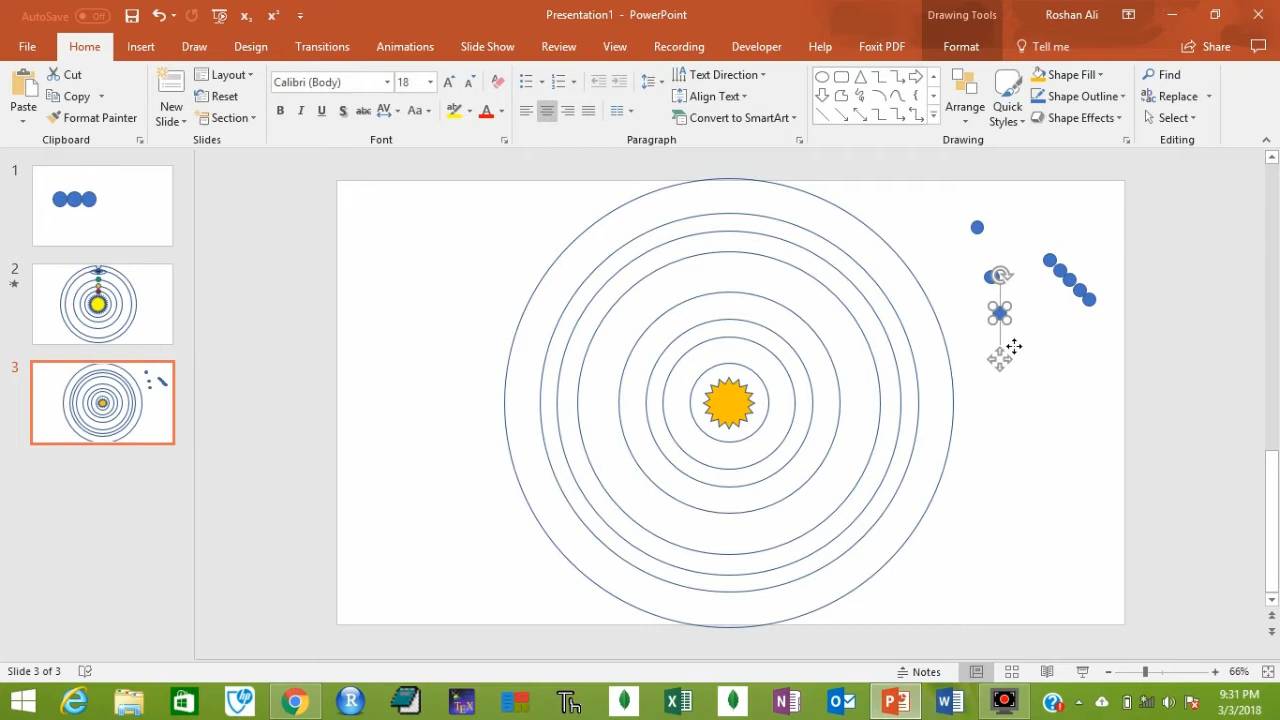 AutoSave Off
Presentation1 - PowerPoint
Drawing Tools
Roshan Ali
File Home Insert Draw Design Transitions Animations Slide Show Review View Recording Developer Help Foxit PDF Format Tell me Share
Paste
Cut
Copy
Format Painter
Clipboard
New
Slide
Layout
Reset
Section
Slides
Calibri (Body) 18
B I U S abc AV Aa
Font
Paragraph
Text Direction
Align Text
Convert to SmartArt
Arrange
Quick
Styles
Shape Fill
Shape Outline
Shape Effects
Drawing
Find
Replace
Select
Editing
1
2
3
Slide 3 of 3
Notes
66%
9:31 PM
3/3/2018